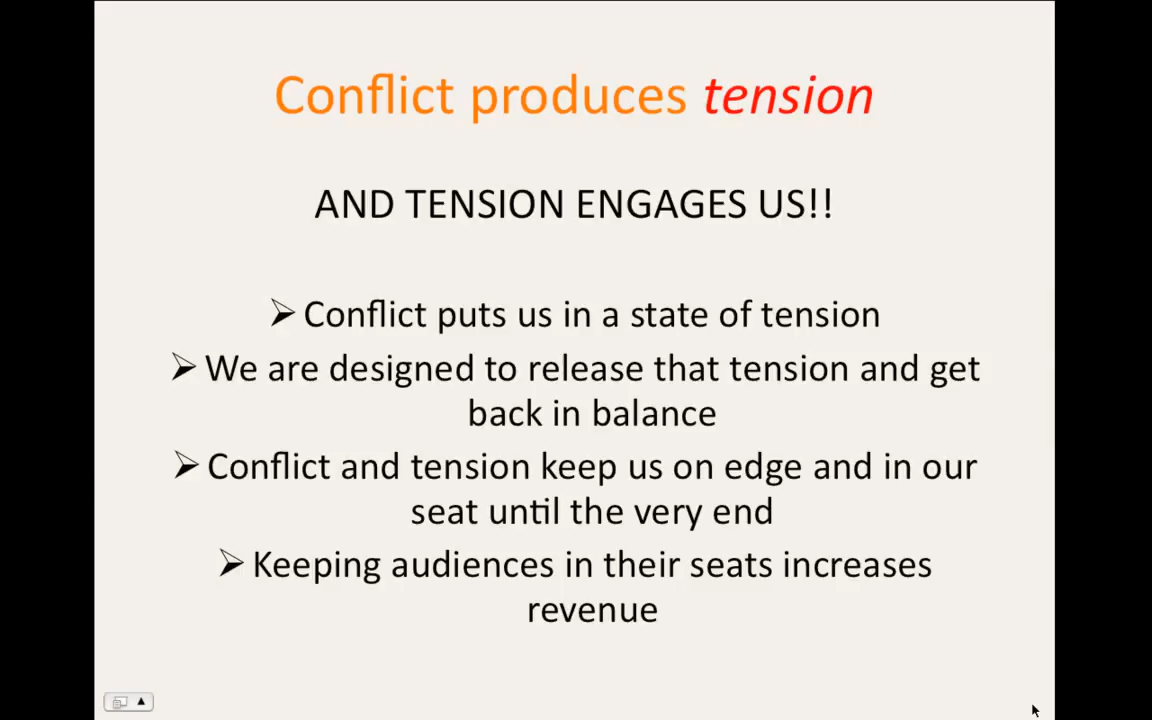 Conflict produces tension
AND TENSION ENGAGES US!!
➢ Conflict puts us in a state of tension
➢ We are designed to release that tension and get
back in balance
➢ Conflict and tension keep us on edge and in our
seat until the very end
➢ Keeping audiences in their seats increases
revenue